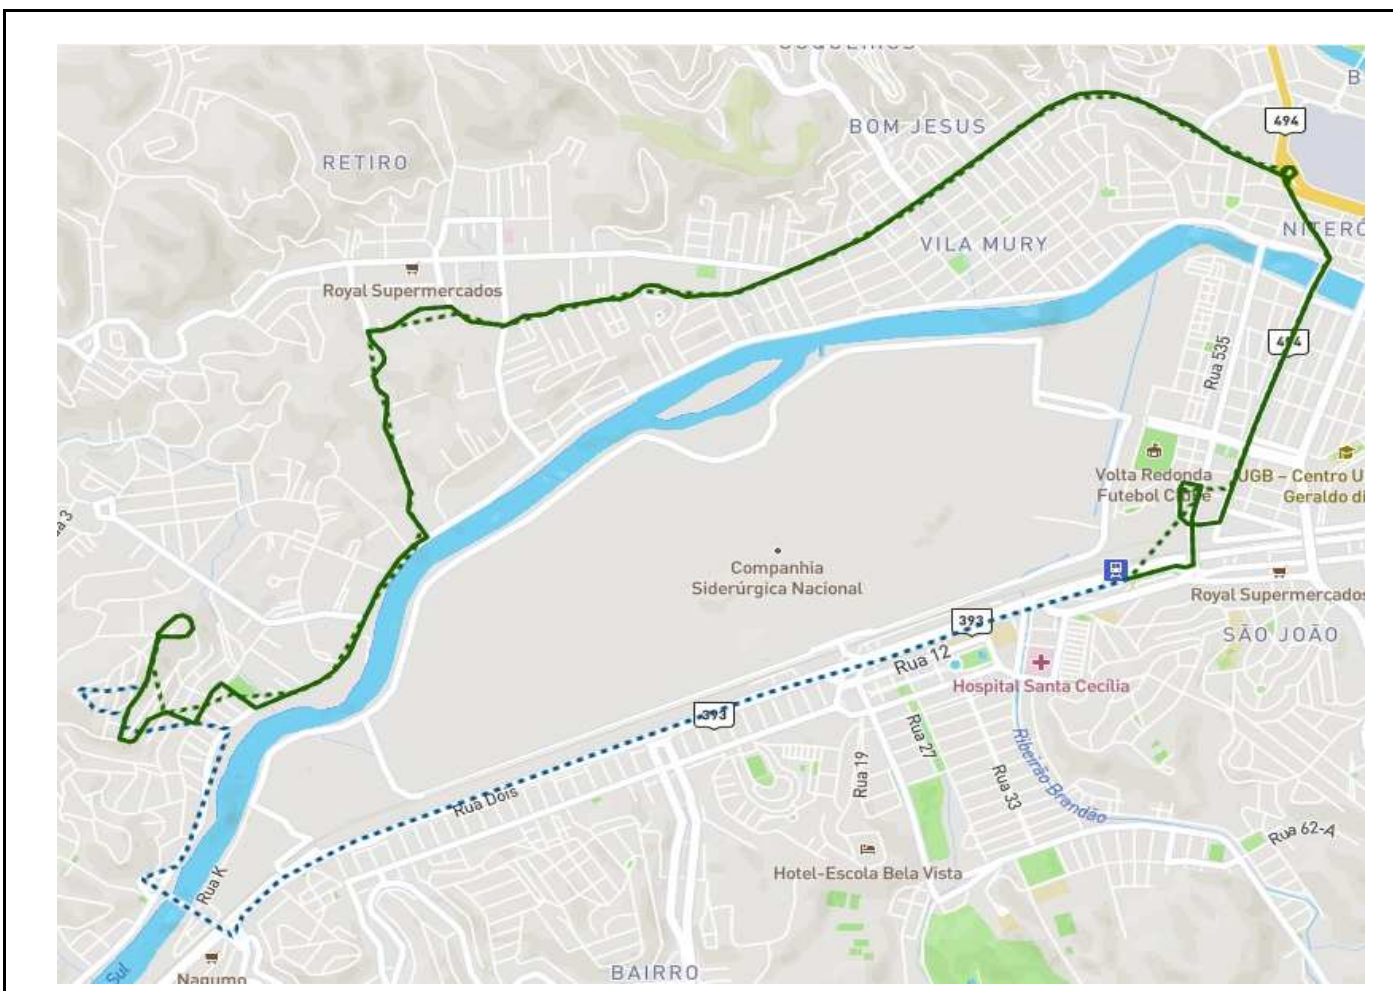 494
BOM JESUS
RETIRO
NITERÓ
VILA MURY
Royal Supermercados
Rua 535
Volta Redonda
Futebol Clube
UGB – Centro U
Geraldo di
Companhia
Siderúrgica Nacional
Royal Supermercados
393
SÃO JOÃO
Rua 12
Hospital Santa Cecília
393
Rua 27
Ribeirão Brandão
Rua 19
Rua 33
Rua Dois
Rua 62-A
Hotel-Escola Bela Vista
Rua K
Sul
Nagumo
BAIRRO